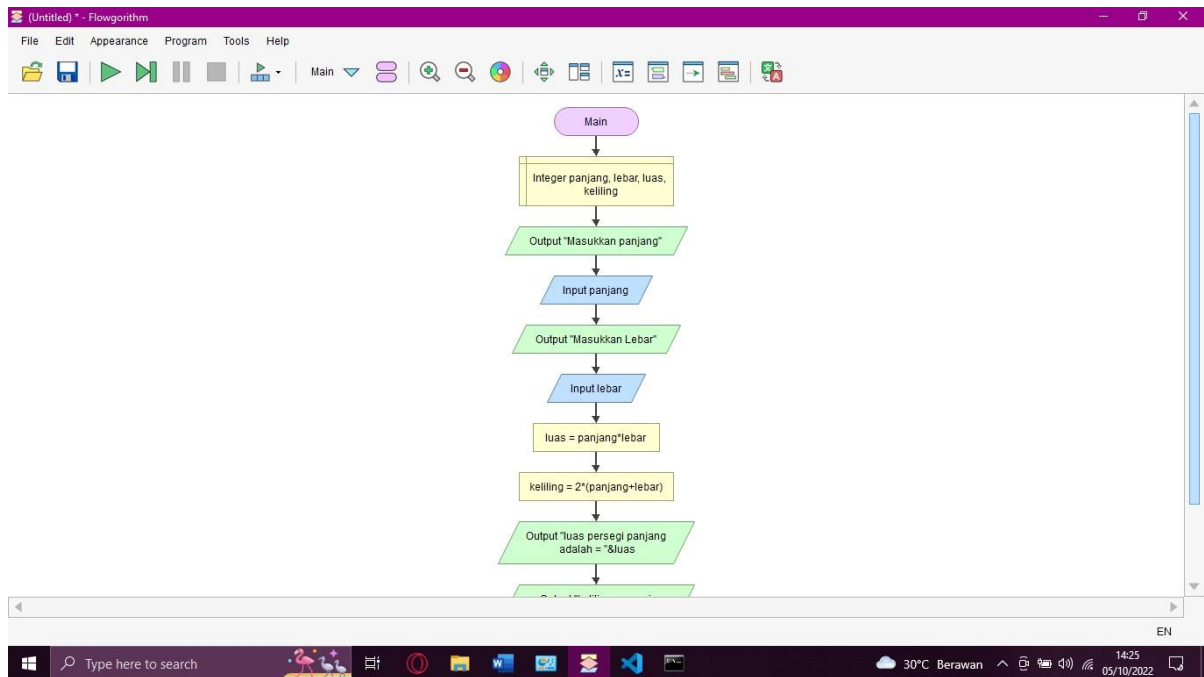 (Untitled) * - Flowgorithm
File Edit Appearance Program Tools Help
Main
Main
Integer panjang, lebar, luas,
keliling
Output "Masukkan panjang"
Input panjang
Output "Masukkan Lebar"
Input lebar
luas = panjang*lebar
keliling = 2*(panjang+lebar)
Output "luas persegi panjang
adalah = "&luas
EN
Type here to search
30°C Berawan
14:25
05/10/2022